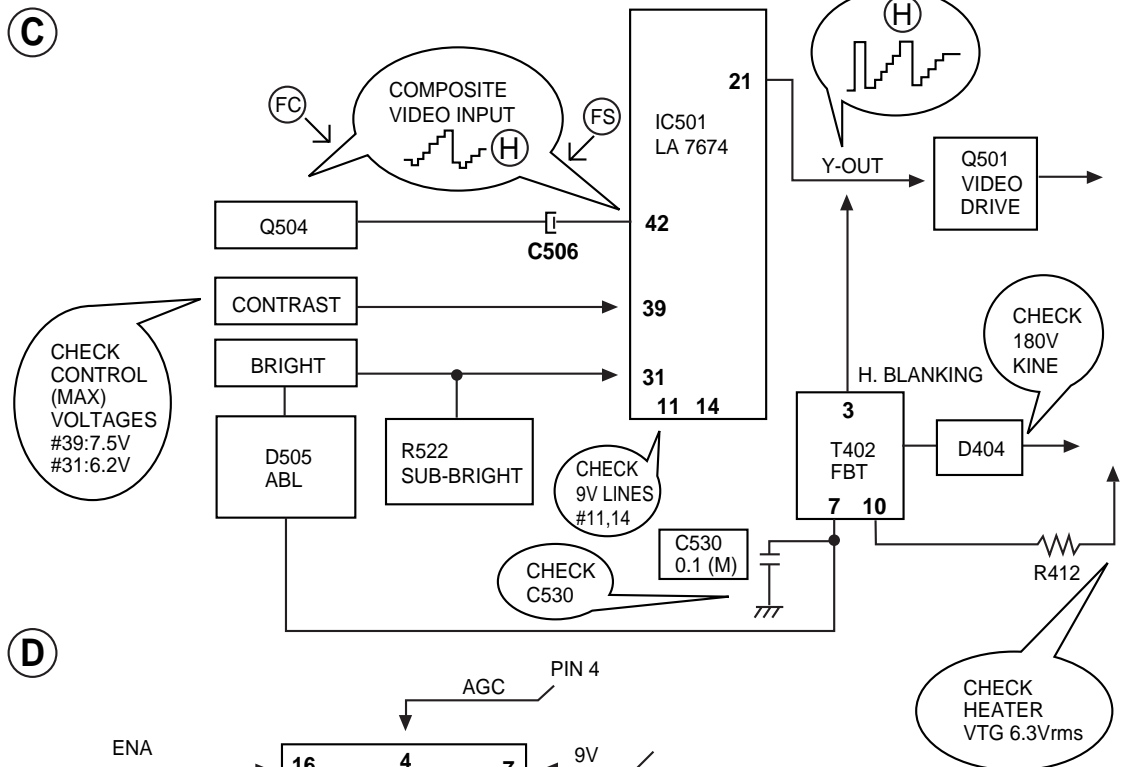 C
H
21
COMPOSITE
VIDEO INPUT
H
FC
FS
IC501
LA 7674
Y-OUT
Q501
VIDEO
DRIVE
Q504
C506
42
CONTRAST
39
CHECK
CONTROL
(MAX)
VOLTAGES
#39:7.5V
#31:6.2V
BRIGHT
31
11 14
H. BLANKING
CHECK
180V
KINE
3
T402
FBT
7 10
D404
D505
ABL
R522
SUB-BRIGHT
CHECK
9V LINES
#11,14
C530
0.1 (M)
CHECK
C530
R412
CHECK
HEATER
VTG 6.3Vrms
D
PIN 4
AGC
ENA
9V
16 4 7